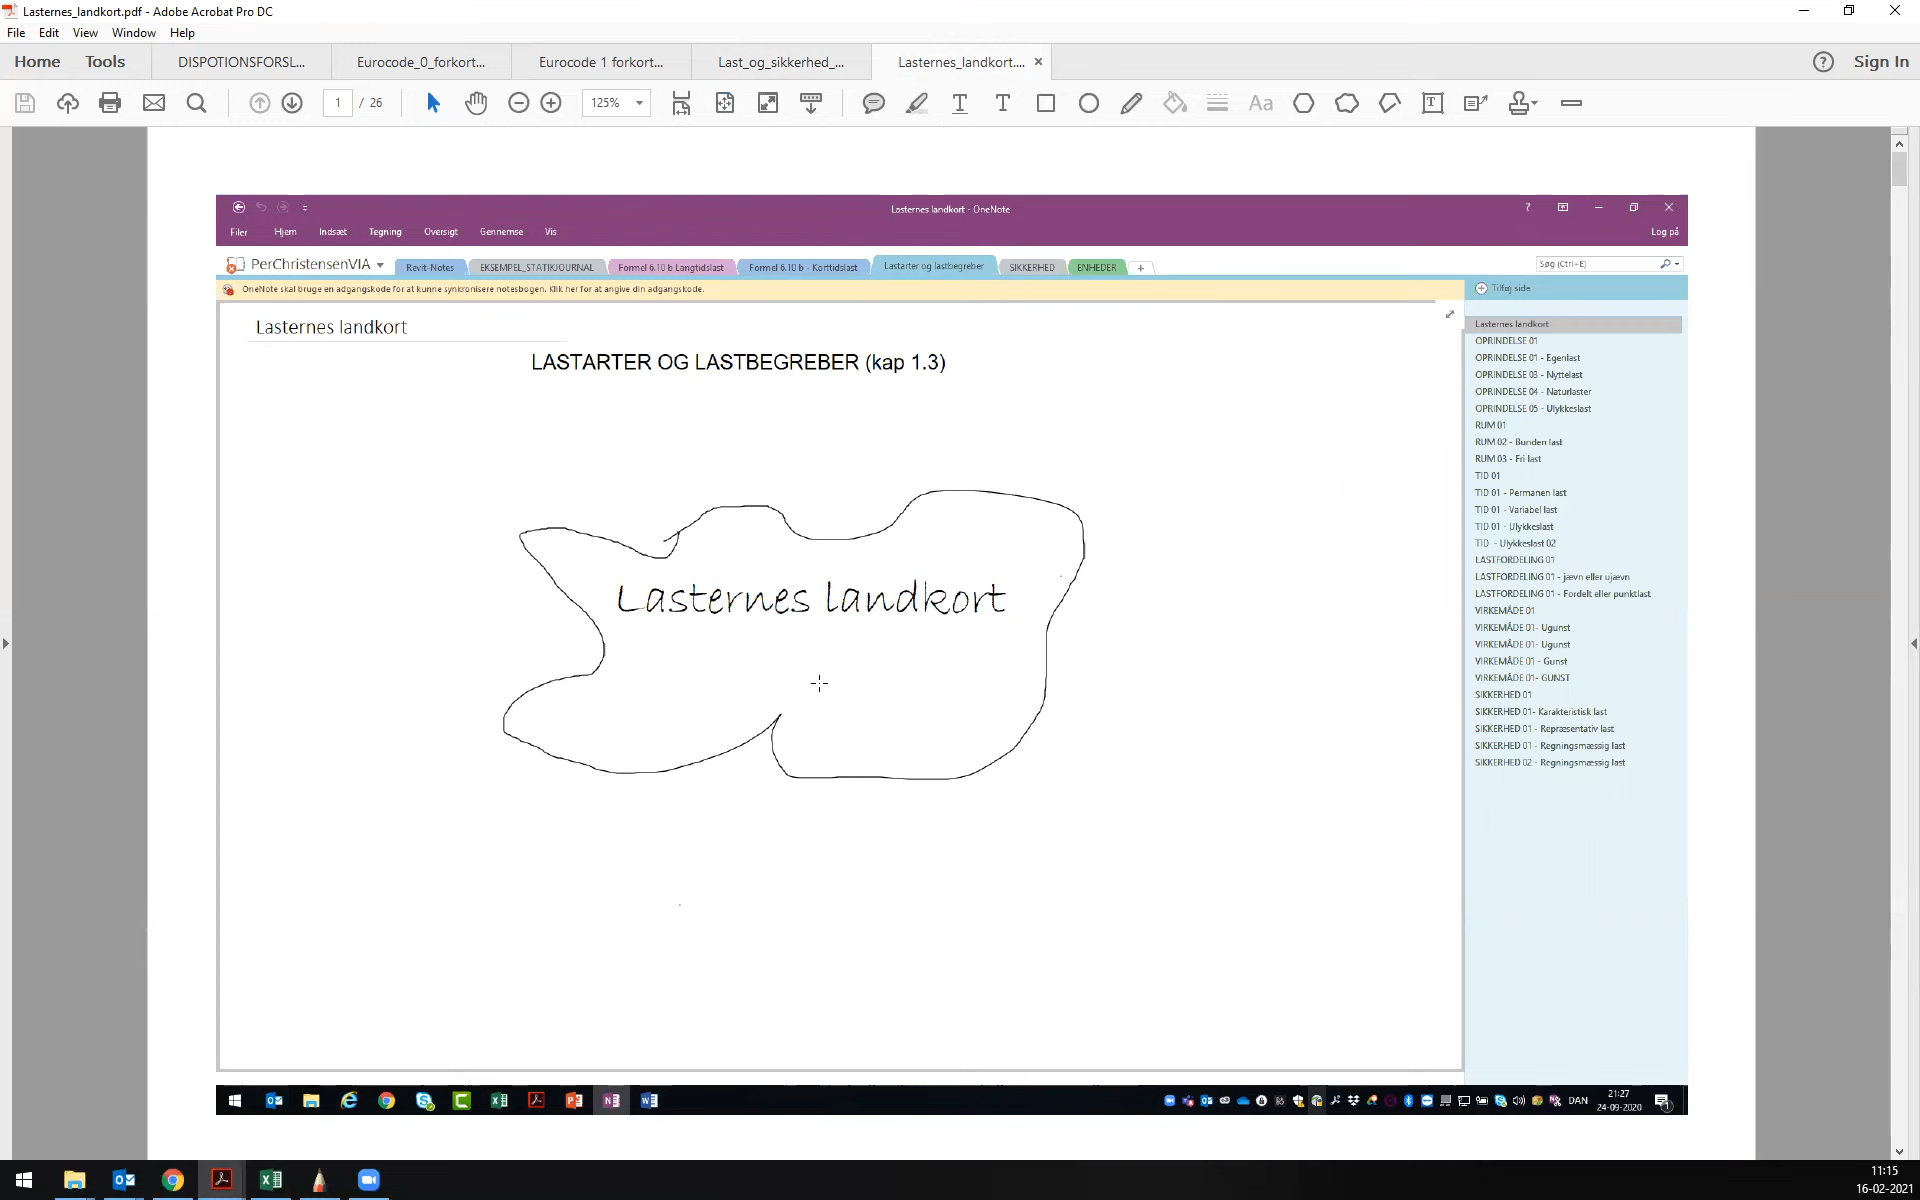 Lasternes_landkort.pdf - Adobe Acrobat Pro DC
File Edit View Window Help
Home Tools DISPOTIONSFORSL... Eurocode_0_forkort... Eurocode 1 forkort... Last_og_sikkerhed_... Lasternes_landkort.... × Sign In
1 / 26 125%
Lasternes landkort - OneNote
Filer Hjem Indsæt Tegning Oversigt Gennemse Vis Log på
PerChristensenVIA Revit-Notes EKSEMPEL_STATIKJOURNAL Formel 6.10 b Langtidslast Formel 6.10 b - Korttidslast Lastarter og lastbegreber SIKKERHED ENHEDER + Søg (Ctrl+E)
OneNote skal bruge en adgangskode for at kunne synkronisere notesbogen. Klik her for at angive din adgangskode.
Tilføj side
Lasternes landkort
LASTARTER OG LASTBEGREBER (kap 1.3)
Lasternes landkort
Lasternes landkort
OPRINDELSE 01
OPRINDELSE 01 - Egenlast
OPRINDELSE 03 - Nyttelast
OPRINDELSE 04 - Naturlaster
OPRINDELSE 05 - Ulykkeslast
RUM 01
RUM 02 - Bunden last
RUM 03 - Fri last
TID 01
TID 01 - Permanen last
TID 01 - Variabel last
TID 01 - Ulykkeslast
TID - Ulykkeslast 02
LASTFORDELING 01
LASTFORDELING 01 - jævn eller ujævn
LASTFORDELING 01 - Fordelt eller punktlast
VIRKEMÅDE 01
VIRKEMÅDE 01- Ugunst
VIRKEMÅDE 01- Ugunst
VIRKEMÅDE 01 - Gunst
VIRKEMÅDE 01- GUNST
SIKKERHED 01
SIKKERHED 01- Karakteristisk last
SIKKERHED 01 - Repræsentativ last
SIKKERHED 01 - Regningsmæssig last
SIKKERHED 02 - Regningsmæssig last
DAN 21:27
24-09-2020
11:15
16-02-2021